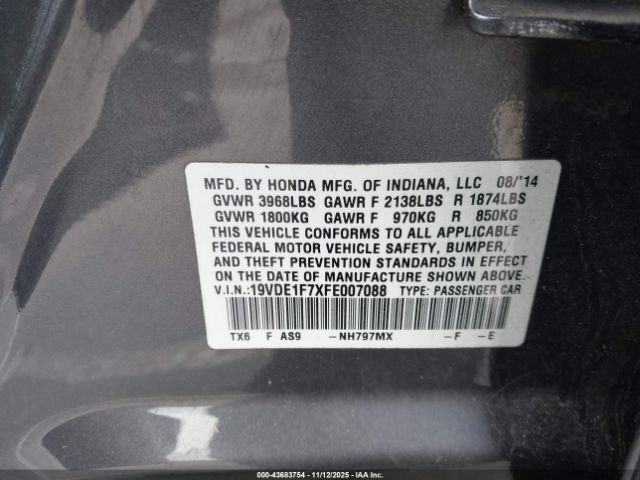 MFD. BY HONDA MFG. OF INDIANA, LLC 08/'14
GVWR 3968LBS GAWR F 2138LBS R 1874LBS
GVWR 1800KG GAWR F 970KG R 850KG
THIS VEHICLE CONFORMS TO ALL APPLICABLE
FEDERAL MOTOR VEHICLE SAFETY, BUMPER,
AND THEFT PREVENTION STANDARDS IN EFFECT
ON THE DATE OF MANUFACTURE SHOWN ABOVE.
V.I.N.:19VDE1F7XFE007088 TYPE: PASSENGER CAR
TX6 F AS9 -NH797MX -F -E
One - 43683754 - 11/12/2025 - IAA Inc.